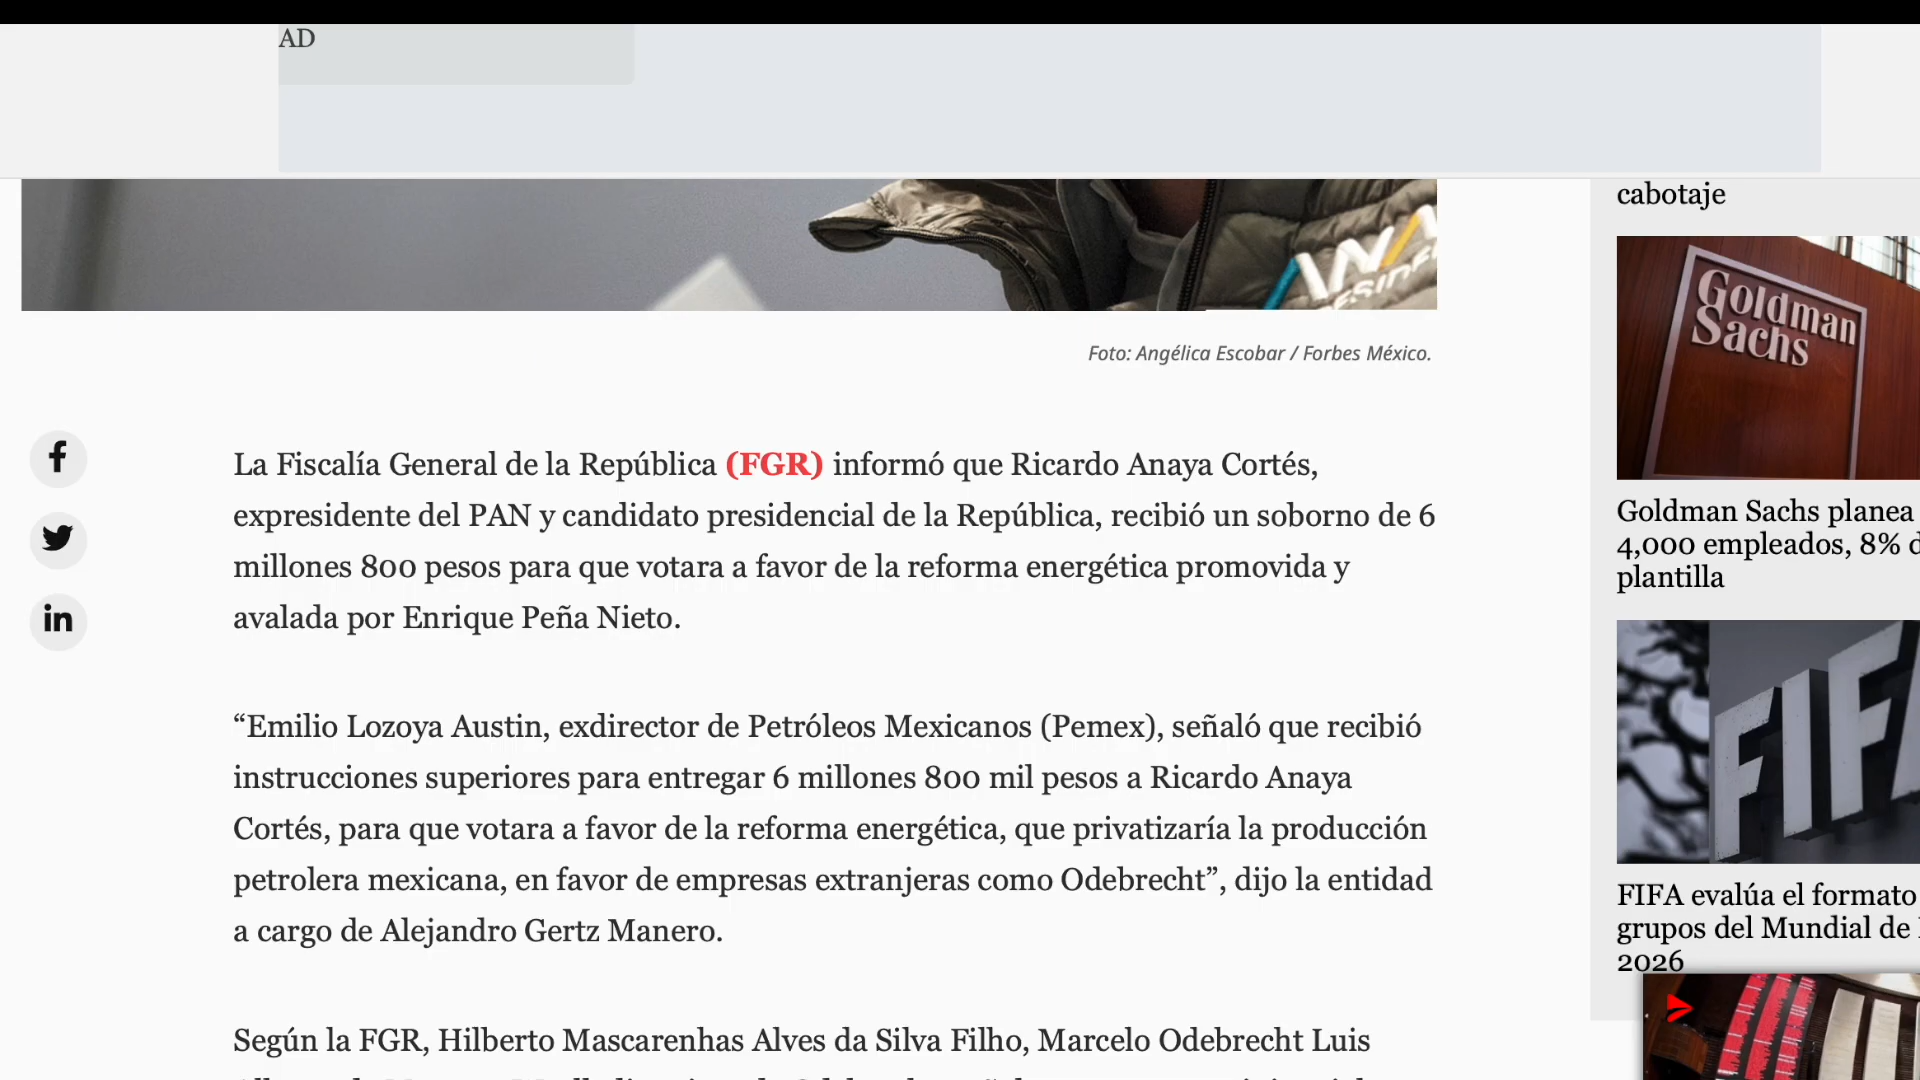 AD
cabotaje
Goldman
Sachs
Foto: Angélica Escobar / Forbes México.
La Fiscalía General de la República (FGR) informó que Ricardo Anaya Cortés,
expresidente del PAN y candidato presidencial de la República, recibió un soborno de 6
millones 800 pesos para que votara a favor de la reforma energética promovida y
avalada por Enrique Peña Nieto.
Goldman Sachs planea
4,000 empleados, 8% d
plantilla
“Emilio Lozoya Austin, exdirector de Petróleos Mexicanos (Pemex), señaló que recibió
instrucciones superiores para entregar 6 millones 800 mil pesos a Ricardo Anaya
Cortés, para que votara a favor de la reforma energética, que privatizaría la producción
petrolera mexicana, en favor de empresas extranjeras como Odebrecht”, dijo la entidad
a cargo de Alejandro Gertz Manero.
FIFA
FIFA evalúa el formato
grupos del Mundial de
2026
Según la FGR, Hilberto Mascarenhas Alves da Silva Filho, Marcelo Odebrecht Luis